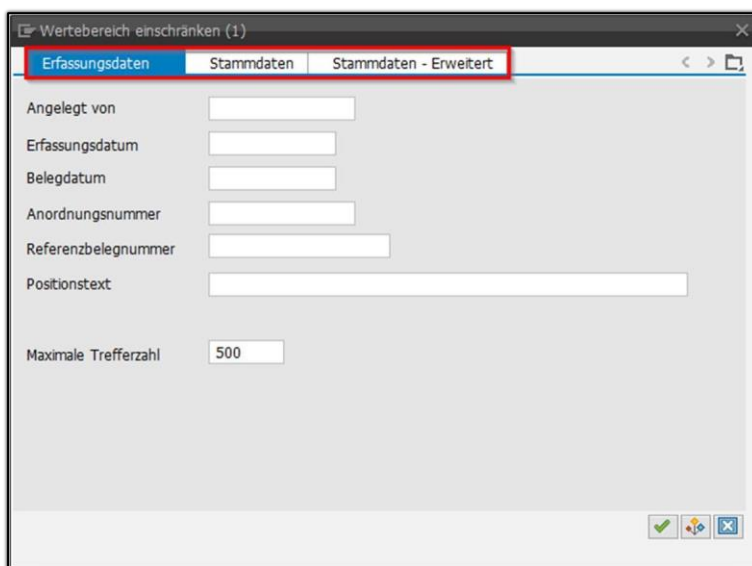 Wertebereich einschränken (1)
Erfassungsdaten Stammdaten Stammdaten - Erweitert
Angelegt von
Erfassungsdatum
Belegdatum
Anordnungsnummer
Referenzbelegnummer
Positionstext
Maximale Trefferzahl 500